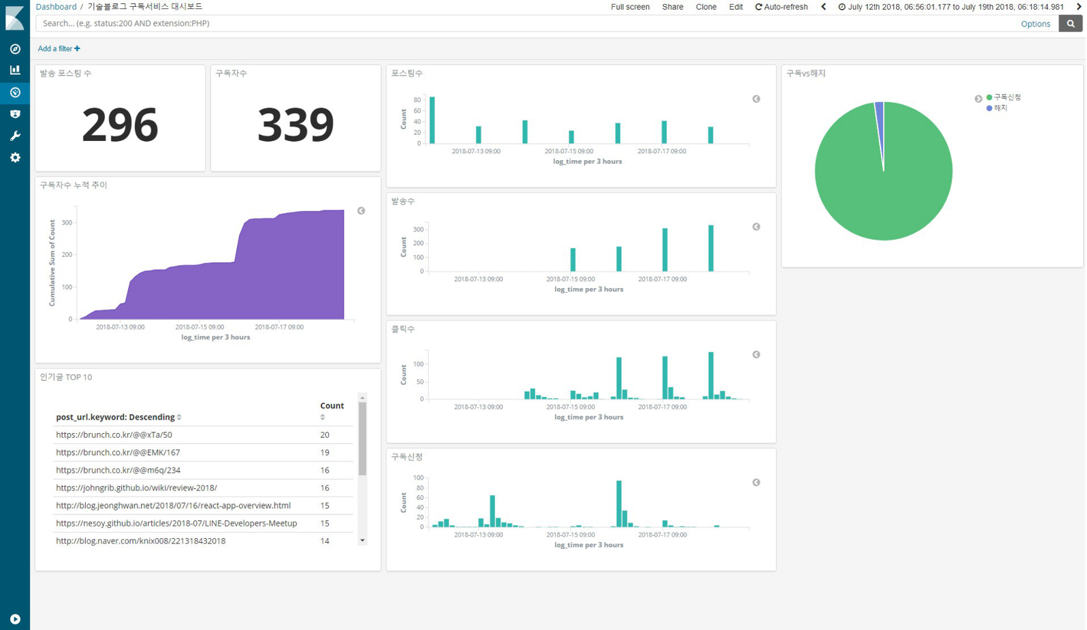 Dashboard / 기술블로그 구독서비스 대시보드
Full screen Share Clone Edit Auto-refresh July 12th 2018, 06:56:01.177 to July 19th 2018, 06:18:14.981
Search... (e.g. status:200 AND extension:PHP)
Options
Add a filter +
발송 포스팅 수
296
구독자수
339
구독자수 누적 추이
Cumulative Sum of Count
300
200
100
0
2018-07-13 09:00 2018-07-15 09:00 2018-07-17 09:00
log_time per 3 hours
인기글 TOP 10
post_url.keyword: Descending Count
https://brunch.co.kr/@@xTa/50 20
https://brunch.co.kr/@@EMK/167 19
https://brunch.co.kr/@@m6q/234 16
https://johngrib.github.io/wiki/review-2018/ 16
http://blog.jeonghwan.net/2018/07/16/react-app-overview.html 15
https://nesoy.github.io/articles/2018-07/LINE-Developers-Meetup 15
http://blog.naver.com/knix008/221318432018 14
포스팅수
Count
80
60
40
20
0
2018-07-13 09:00 2018-07-15 09:00 2018-07-17 09:00
log_time per 3 hours
발송수
Count
300
200
100
0
2018-07-13 09:00 2018-07-15 09:00 2018-07-17 09:00
log_time per 3 hours
클릭수
Count
100
50
0
2018-07-13 09:00 2018-07-15 09:00 2018-07-17 09:00
log_time per 3 hours
구독신청
Count
100
80
60
40
20
0
2018-07-13 09:00 2018-07-15 09:00 2018-07-17 09:00
log_time per 3 hours
구독vs해지
구독신청
해지